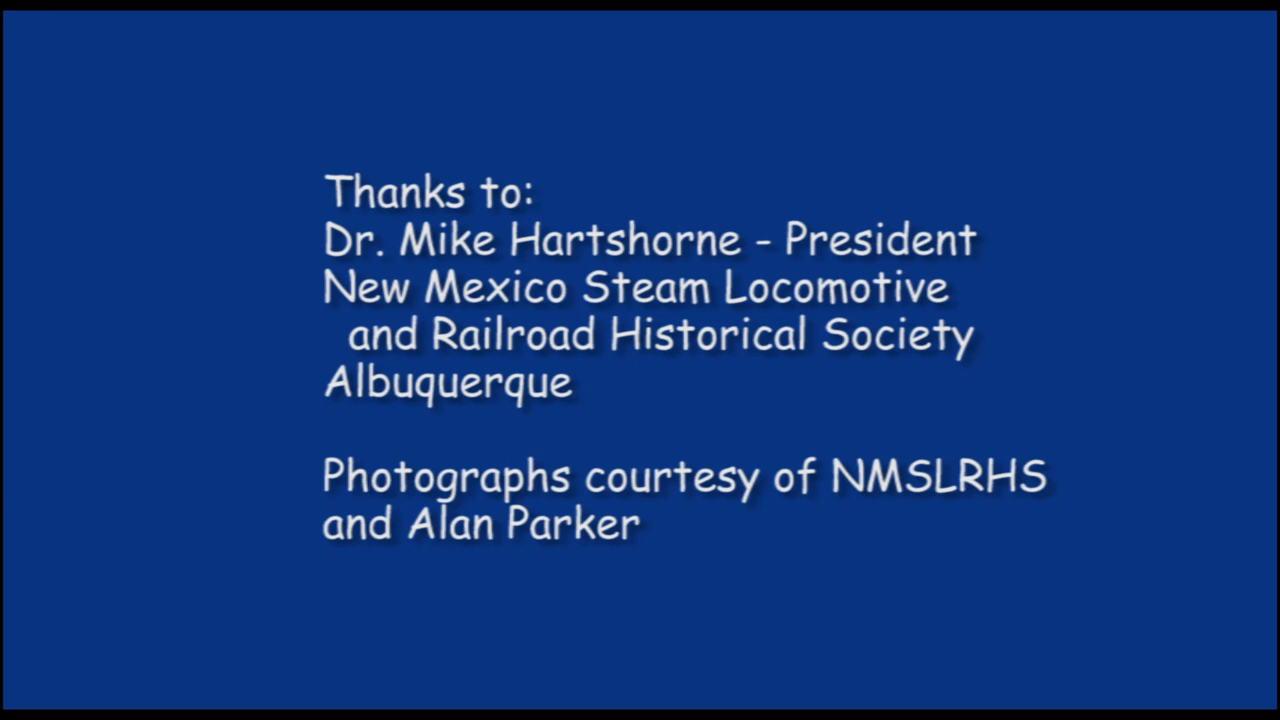 Thanks to:
Dr. Mike Hartshorne - President
New Mexico Steam Locomotive
and Railroad Historical Society
Albuquerque
Photographs courtesy of NMSLRHS
and Alan Parker